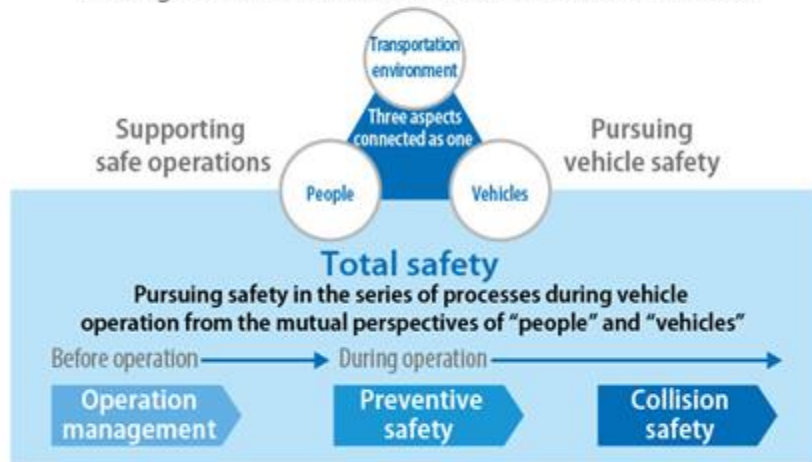 Transportation
environment
Three aspects
connected as one
Supporting
safe operations
Pursuing
vehicle safety
People
Vehicles
Total safety
Pursuing safety in the series of processes during vehicle
operation from the mutual perspectives of “people” and “vehicles”
Before operation
During operation
Operation
management
Preventive
safety
Collision
safety